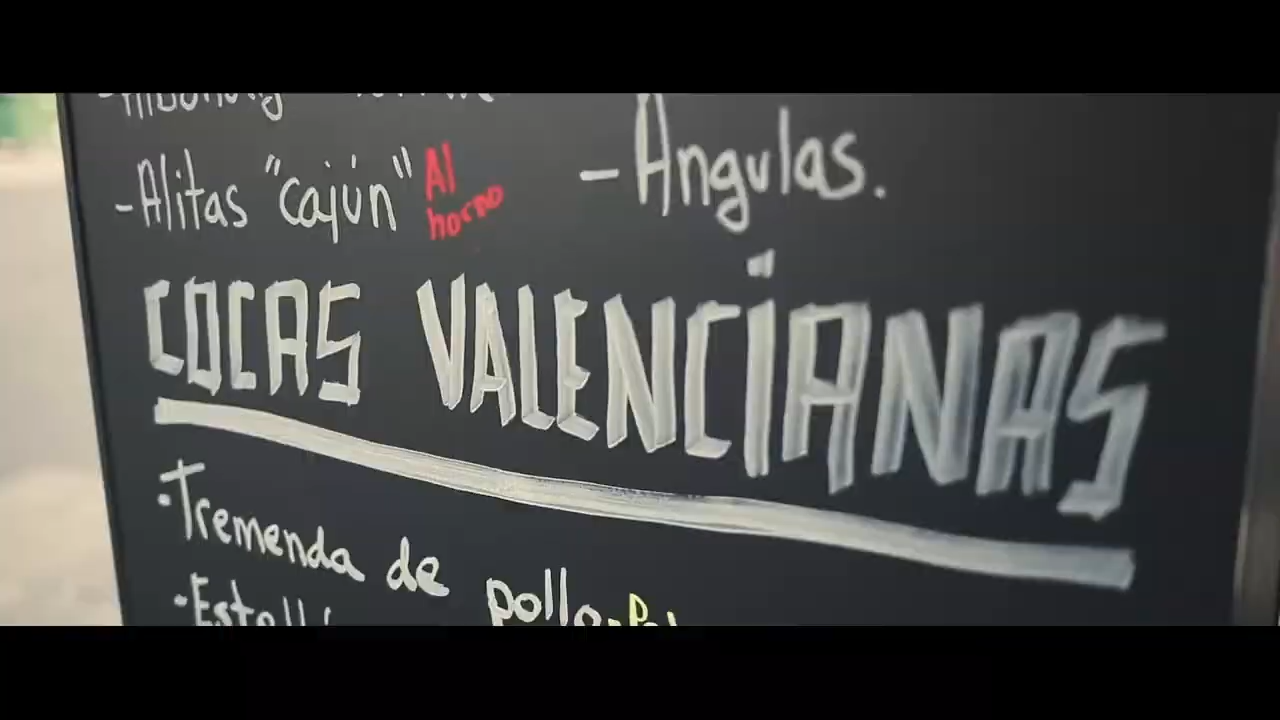 -Alitas "cajún" Al horno
- Angulas.
COCAS VALENCIANAS
·Tremenda de pollo.